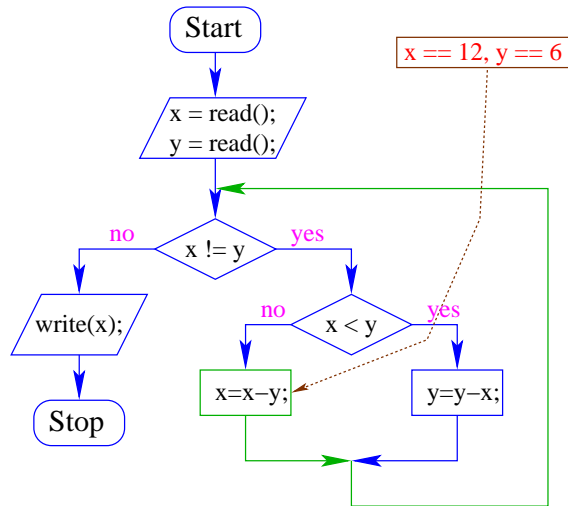 Start
x == 12, y == 6
x = read();
y = read();
no
yes
x != y
no
yes
write(x);
x < y
x=x−y;
y=y−x;
Stop